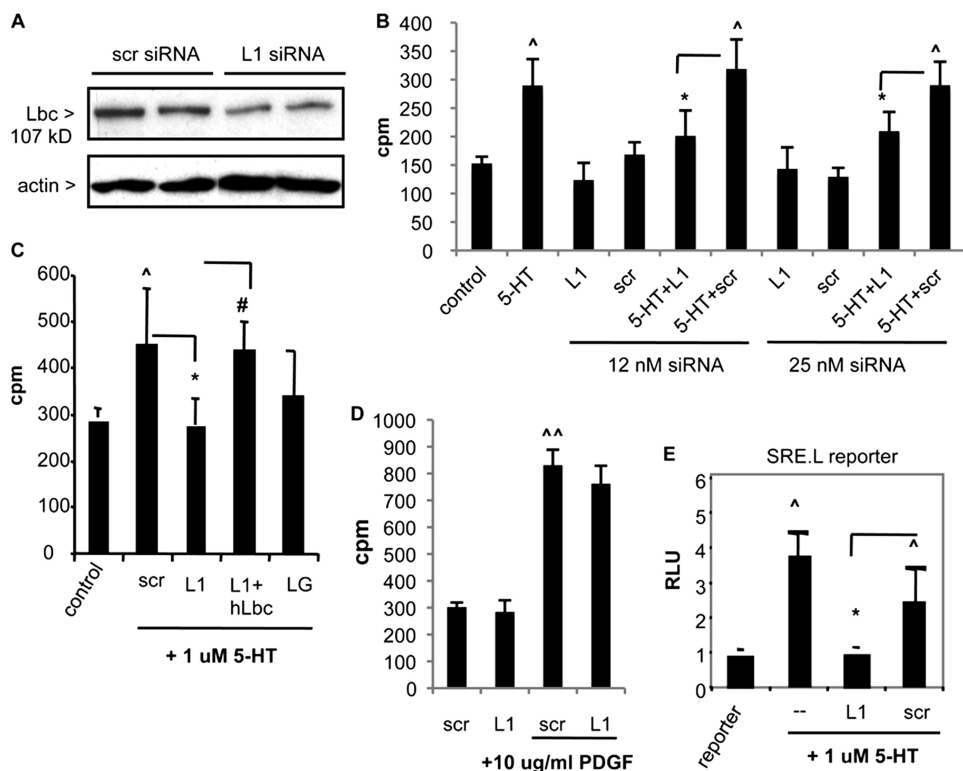 A
scr siRNA L1 siRNA
Lbc >
107 kD
actin >
B
400
350
300
250
200
150
100
50
0
cpm
^
*
^
*
^
control 5-HT L1 scr 5-HT+L1 5-HT+scr L1 scr 5-HT+L1 5-HT+scr
12 nM siRNA 25 nM siRNA
C
600
500
400
300
200
100
0
cpm
^
*
#
control scr L1 L1+ hLbc LG
+ 1 uM 5-HT
D
1000
900
800
700
600
500
400
300
200
100
000
cpm
^^
scr L1 scr L1
+10 ug/ml PDGF
E
SRE.L reporter
6
5
4
3
2
1
0
RLU
^
*
^
reporter -- L1 scr
+ 1 uM 5-HT